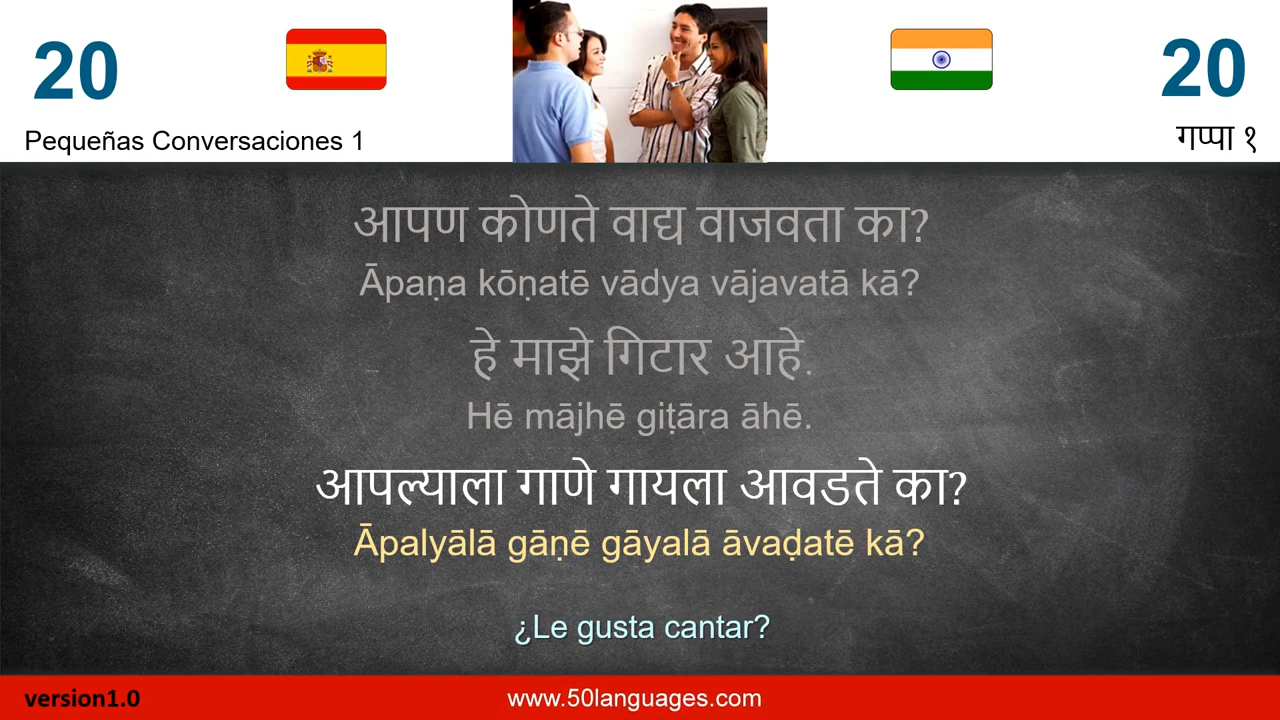 20
20
Pequeñas Conversaciones 1
गप्पा १
आपण कोणते वाद्य वाजवता का?
Āpaṇa kōṇatē vādya vājavatā kā?
हे माझे गिटार आहे.
Hē mājhē giṭāra āhē.
आपल्याला गाणे गायला आवडते का?
Āpalyālā gāṇē gāyalā āvaḍatē kā?
¿Le gusta cantar?
version1.0
www.50languages.com